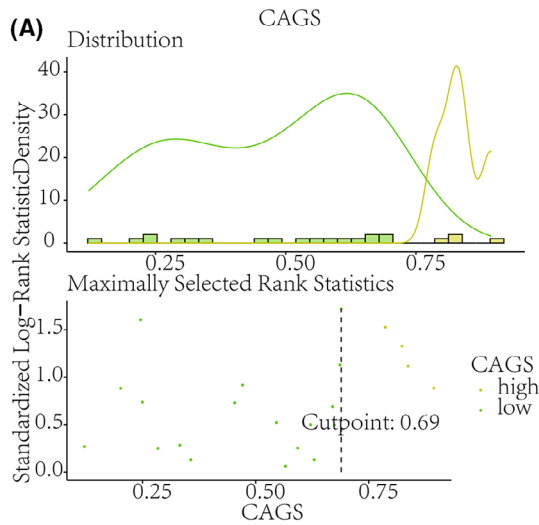 (A)
CAGS
Distribution
Density
40
30
20
10
0
0.25 0.50 0.75
Maximally Selected Rank Statistics
Standardized Log-Rank Statistic
1.5
1.0
0.5
0.0
Cutpoint: 0.69
0.25 0.50 0.75
CAGS
CAGS
high
low